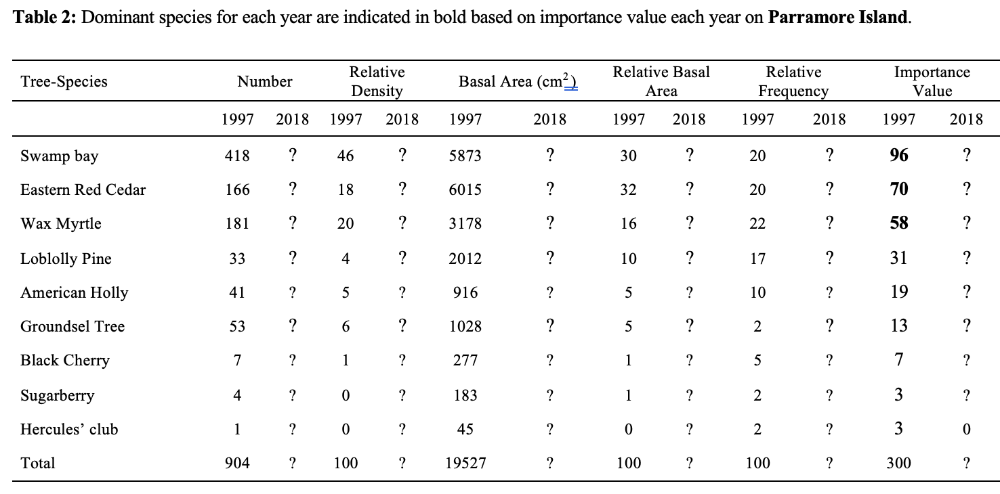 Table 2: Dominant species for each year are indicated in bold based on importance value each year on Parramore Island.
Tree-Species Number Relative Density Basal Area (cm²) Relative Basal Area Relative Frequency Importance Value
1997 2018 1997 2018 1997 2018 1997 2018 1997 2018 1997 2018
Swamp bay 418 ? 46 ? 5873 ? 30 ? 20 ? 96 ?
Eastern Red Cedar 166 ? 18 ? 6015 ? 32 ? 20 ? 70 ?
Wax Myrtle 181 ? 20 ? 3178 ? 16 ? 22 ? 58 ?
Loblolly Pine 33 ? 4 ? 2012 ? 10 ? 17 ? 31 ?
American Holly 41 ? 5 ? 916 ? 5 ? 10 ? 19 ?
Groundsel Tree 53 ? 6 ? 1028 ? 5 ? 2 ? 13 ?
Black Cherry 7 ? 1 ? 277 ? 1 ? 5 ? 7 ?
Sugarberry 4 ? 0 ? 183 ? 1 ? 2 ? 3 ?
Hercules’ club 1 ? 0 ? 45 ? 0 ? 2 ? 3 0
Total 904 ? 100 ? 19527 ? 100 ? 100 ? 300 ?